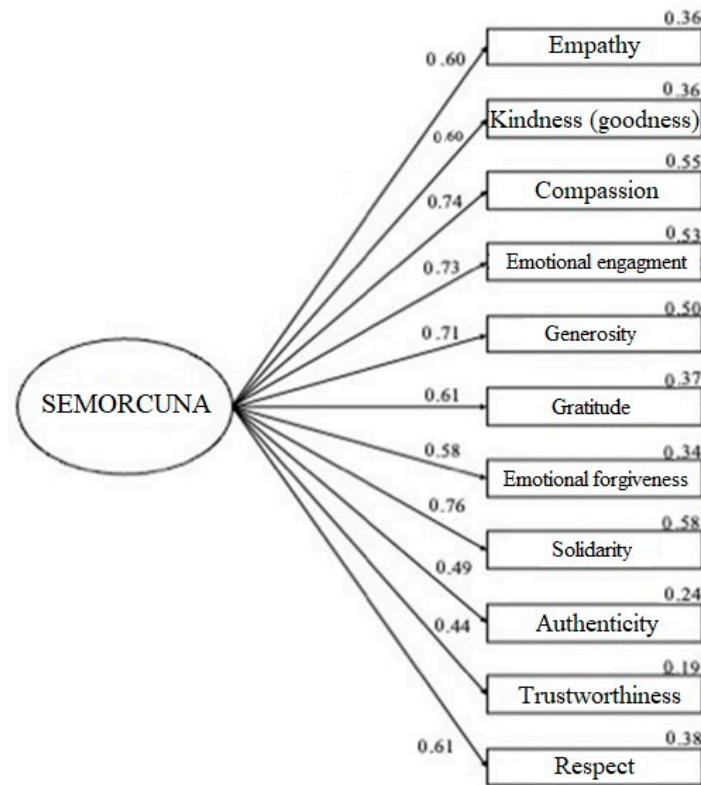 0.36
0.60
Empathy
0.36
0.60
Kindness (goodness)
0.55
0.74
Compassion
0.53
0.73
Emotional engagment
0.50
0.71
Generosity
0.37
SEMORCUNA
0.61
Gratitude
0.34
0.58
Emotional forgiveness
0.58
0.76
Solidarity
0.24
0.49
Authenticity
0.19
0.44
Trustworthiness
0.38
0.61
Respect